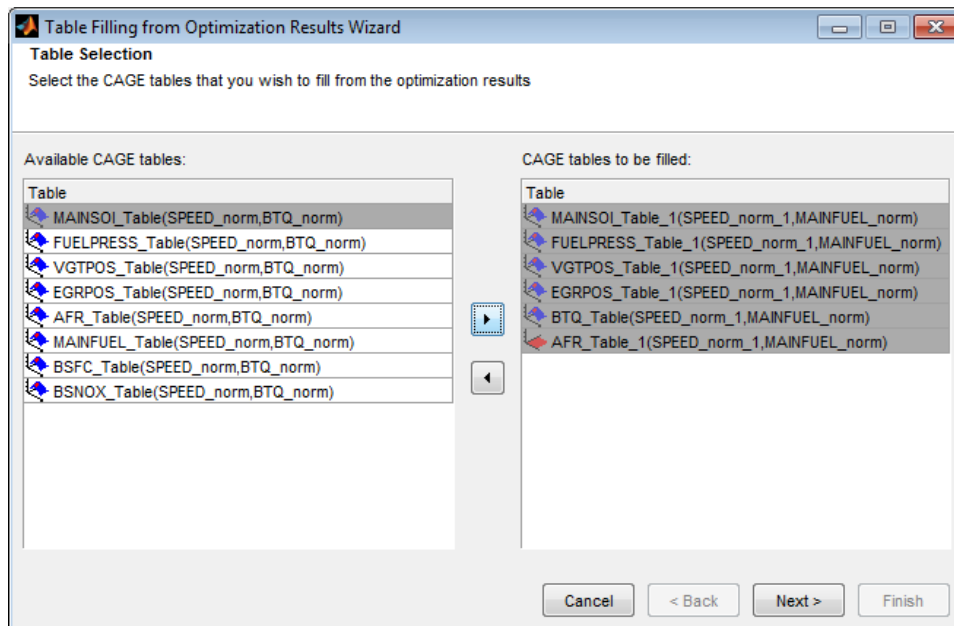 Table Filling from Optimization Results Wizard
Table Selection
Select the CAGE tables that you wish to fill from the optimization results
Available CAGE tables:
Table
MAINSOI_Table(SPEED_norm,BTQ_norm)
FUELPRESS_Table(SPEED_norm,BTQ_norm)
VGTPOS_Table(SPEED_norm,BTQ_norm)
EGRPOS_Table(SPEED_norm,BTQ_norm)
AFR_Table(SPEED_norm,BTQ_norm)
MAINFUEL_Table(SPEED_norm,BTQ_norm)
BSFC_Table(SPEED_norm,BTQ_norm)
BSNOX_Table(SPEED_norm,BTQ_norm)
CAGE tables to be filled:
Table
MAINSOI_Table_1(SPEED_norm_1,MAINFUEL_norm)
FUELPRESS_Table_1(SPEED_norm_1,MAINFUEL_norm)
VGTPOS_Table_1(SPEED_norm_1,MAINFUEL_norm)
EGRPOS_Table_1(SPEED_norm_1,MAINFUEL_norm)
BTQ_Table(SPEED_norm_1,MAINFUEL_norm)
AFR_Table_1(SPEED_norm_1,MAINFUEL_norm)
Cancel
< Back
Next >
Finish